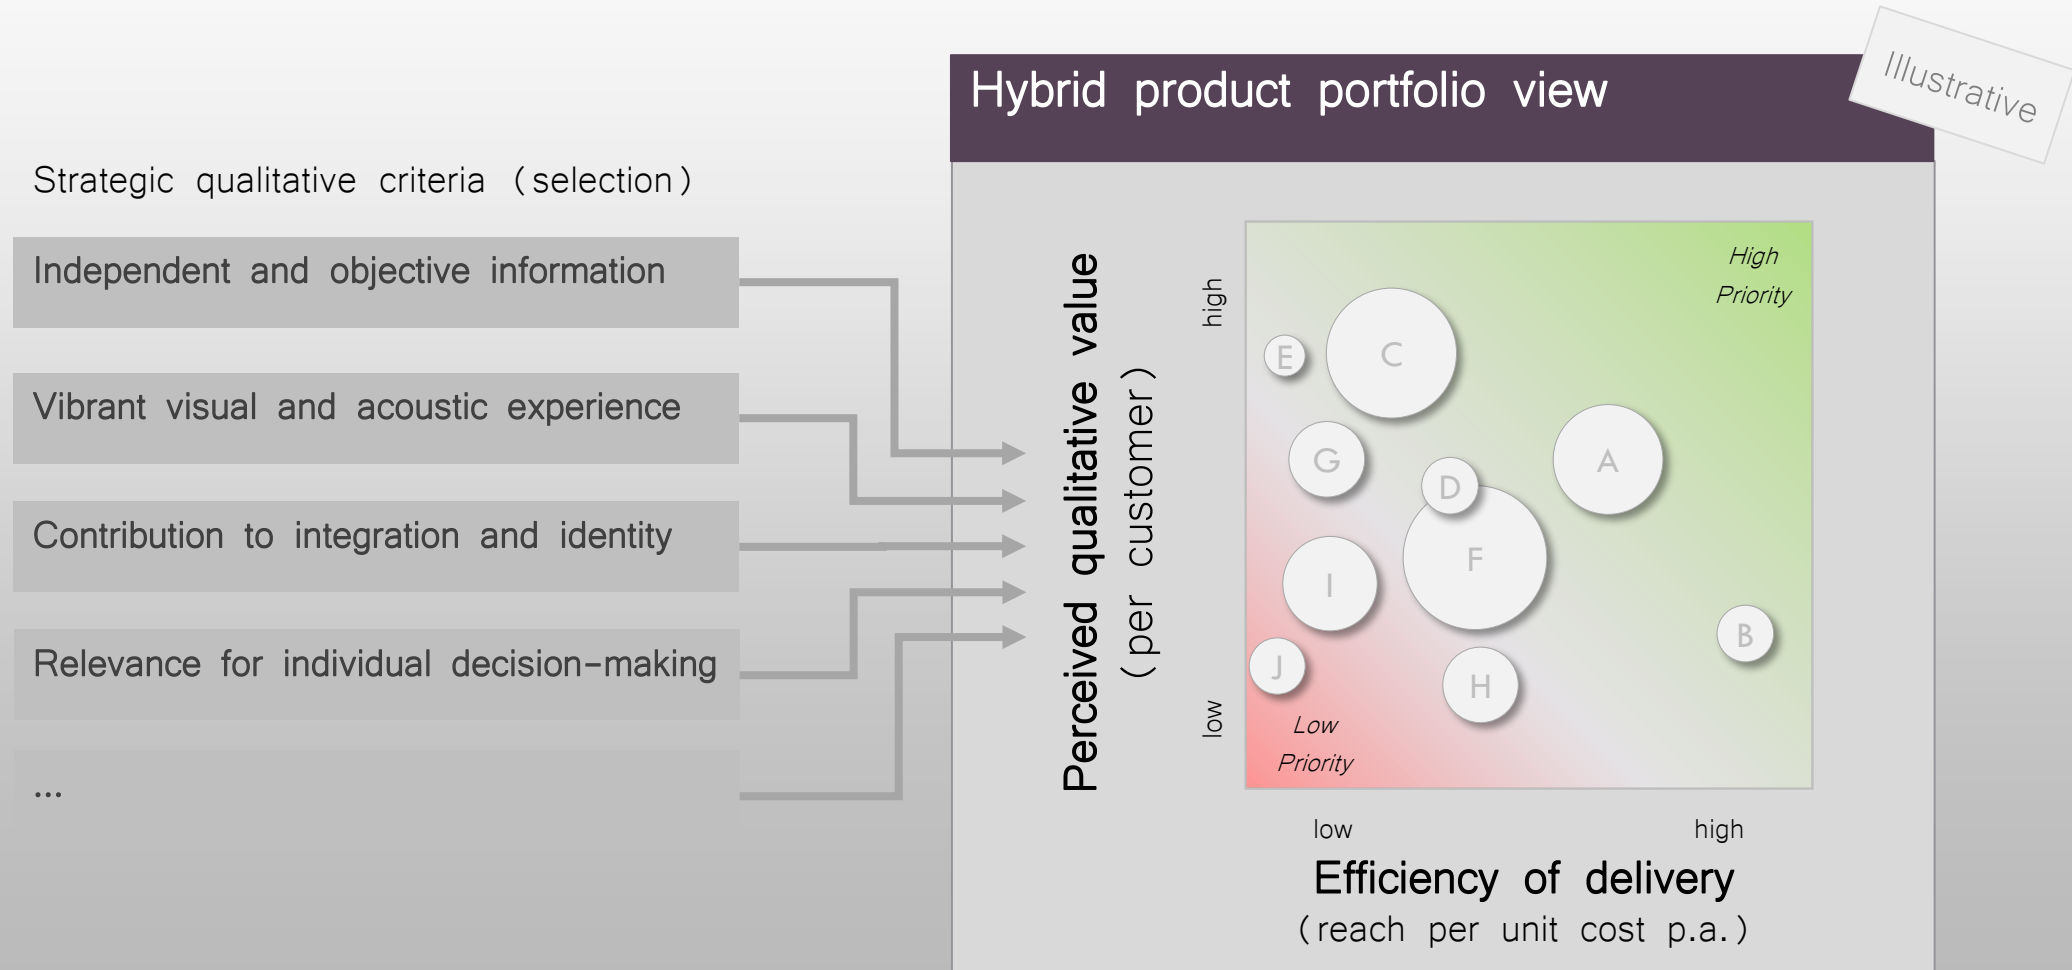 Illustrative
Hybrid product portfolio view
Strategic qualitative criteria (selection)
Independent and objective information
Vibrant visual and acoustic experience
Contribution to integration and identity
Relevance for individual decision-making
...
Perceived qualitative value
(per customer)
high
low
High
Priority
E
C
G
D
A
F
I
B
J
H
Low
Priority
low
high
Efficiency of delivery
(reach per unit cost p.a.)